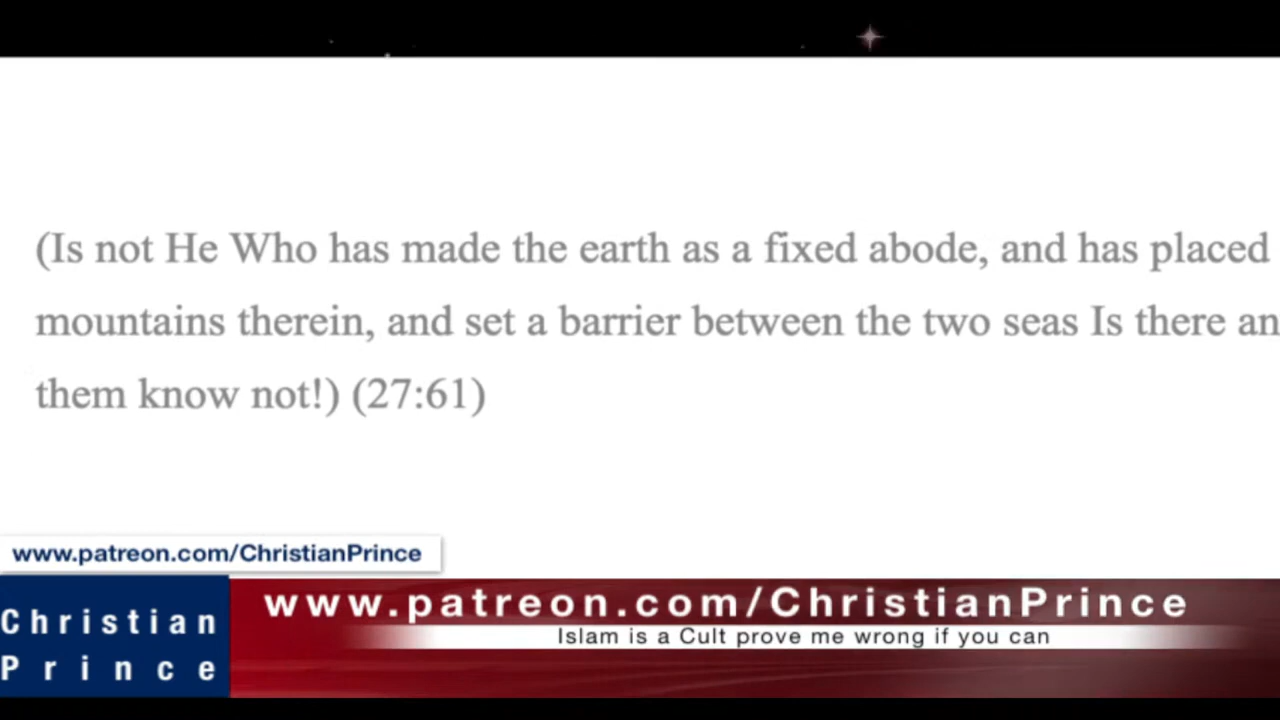 (Is not He Who has made the earth as a fixed abode, and has placed
mountains therein, and set a barrier between the two seas Is there an
them know not!) (27:61)
www.patreon.com/ChristianPrince
Christian
Prince
www.patreon.com/ChristianPrince
Islam is a Cult prove me wrong if you can